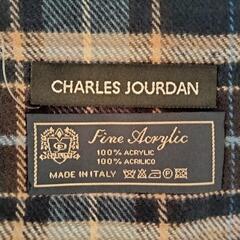 CHARLES JOURDAN
Fine Acrylic
100% ACRYLIC
100% ACRILICO
MADE IN ITALY